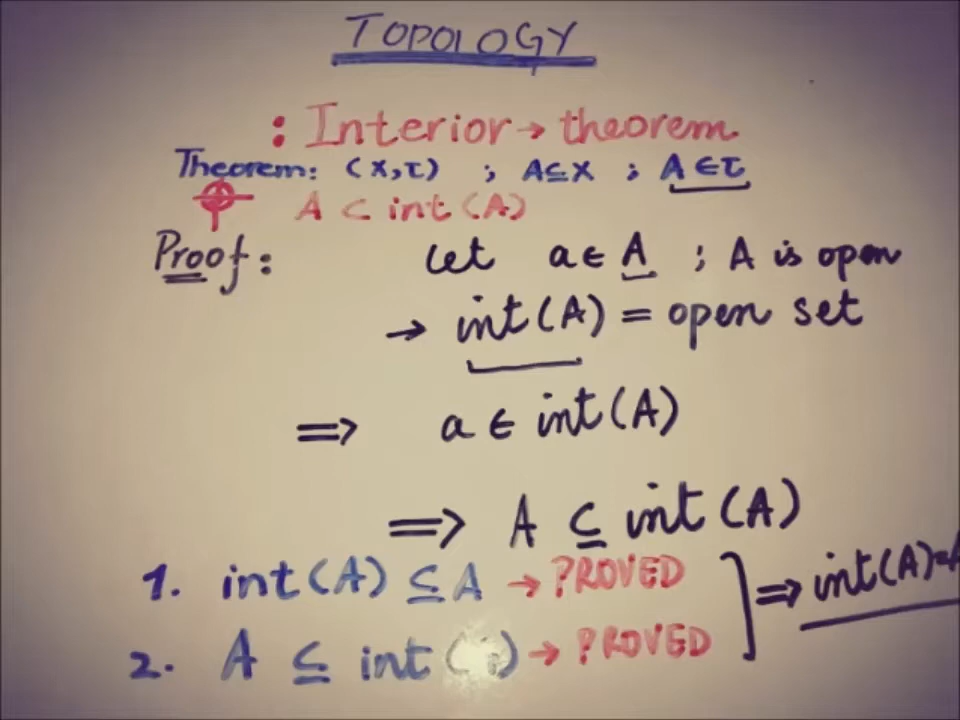 TOPOLOGY
: Interior → theorem
Theorem: (X,τ) ; A⊆X ; A∈τ
A ⊂ int(A)
Proof: Let a∈A ; A is open
→ int(A) = open set
⟹ a ∈ int(A)
⟹ A ⊆ int(A)
1. int(A) ⊆ A → PROVED ] ⟹ int(A)=A
2. A ⊆ int( ) → PROVED